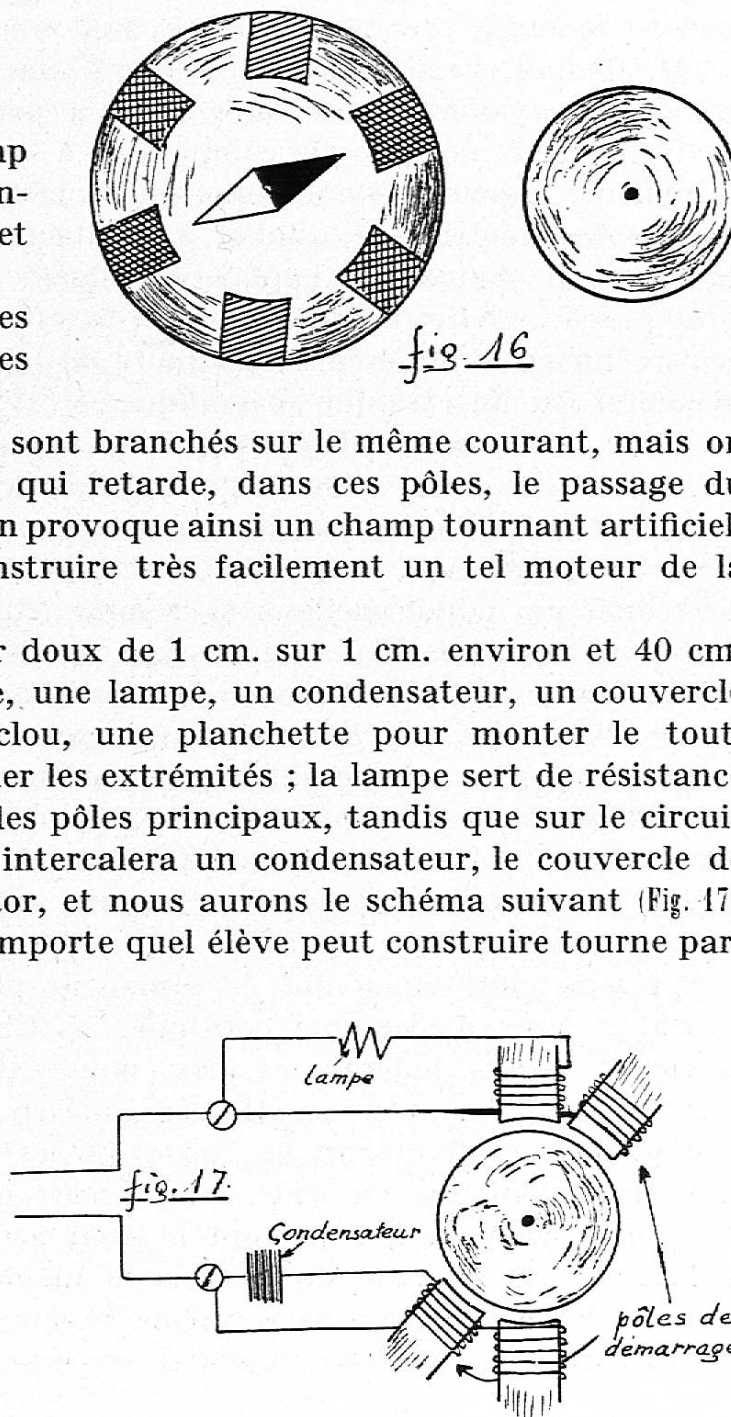 ap
n-
et
es
es
fig. 16
sont branchés sur le même courant, mais on
qui retarde, dans ces pôles, le passage du
n provoque ainsi un champ tournant artificiel
nstruire très facilement un tel moteur de la
r doux de 1 cm. sur 1 cm. environ et 40 cm
e, une lampe, un condensateur, un couvercle
clou, une planchette pour monter le tout
er les extrémités ; la lampe sert de résistance
les pôles principaux, tandis que sur le circuit
intercalera un condensateur, le couvercle de
tor, et nous aurons le schéma suivant (Fig. 17
importe quel élève peut construire tourne par
lampe
fig. 17.
Condensateur
pôles de
démarrage